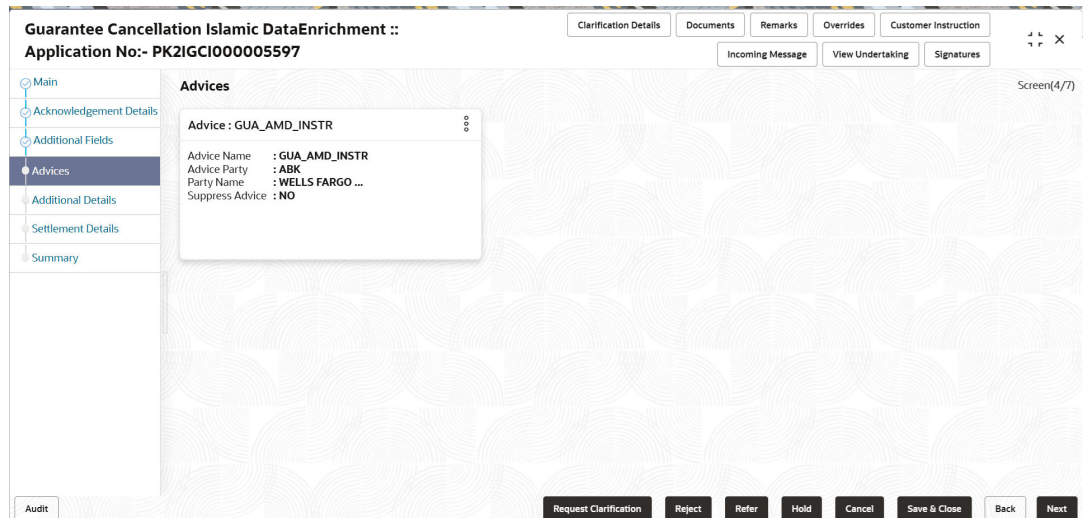 Guarantee Cancellation Islamic DataEnrichment ::
Application No:- PK2IGCI000005597
Clarification Details
Documents
Remarks
Overrides
Customer Instruction
Incoming Message
View Undertaking
Signatures
Main
Acknowledgement Details
Additional Fields
Advices
Additional Details
Settlement Details
Summary
Advices
Screen(4/7)
Advice : GUA_AMD_INSTR
Advice Name : GUA_AMD_INSTR
Advice Party : ABK
Party Name : WELLS FARGO ...
Suppress Advice : NO
Audit
Request Clarification
Reject
Refer
Hold
Cancel
Save & Close
Back
Next